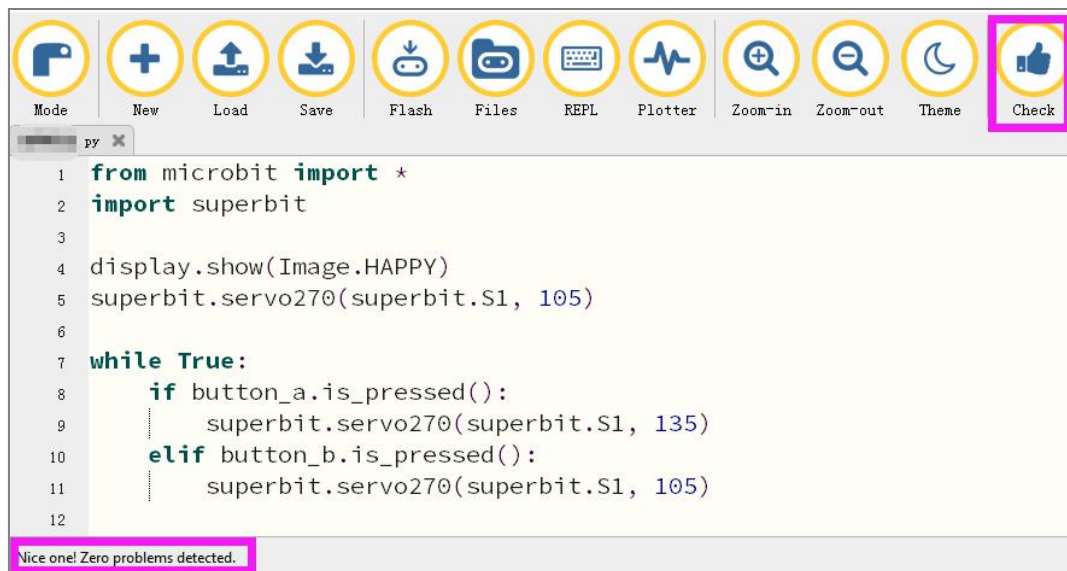 Mode New Load Save Flash Files REPL Plotter Zoom-in Zoom-out Theme Check
py
1 from microbit import *
2 import superbit
3
4 display.show(Image.HAPPY)
5 superbit.servo270(superbit.S1, 105)
6
7 while True:
8     if button_a.is_pressed():
9         superbit.servo270(superbit.S1, 135)
10     elif button_b.is_pressed():
11         superbit.servo270(superbit.S1, 105)
12
Nice one! Zero problems detected.